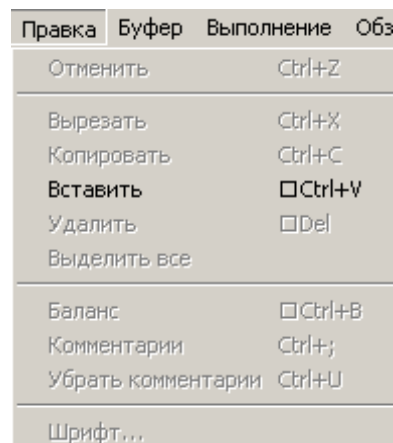 Правка Буфер Выполнение Обз
Отменить Ctrl+Z
Вырезать Ctrl+X
Копировать Ctrl+C
Вставить □Ctrl+V
Удалить □Del
Выделить все
Баланс □Ctrl+B
Комментарии Ctrl+;
Убрать комментарии Ctrl+U
Шрифт...